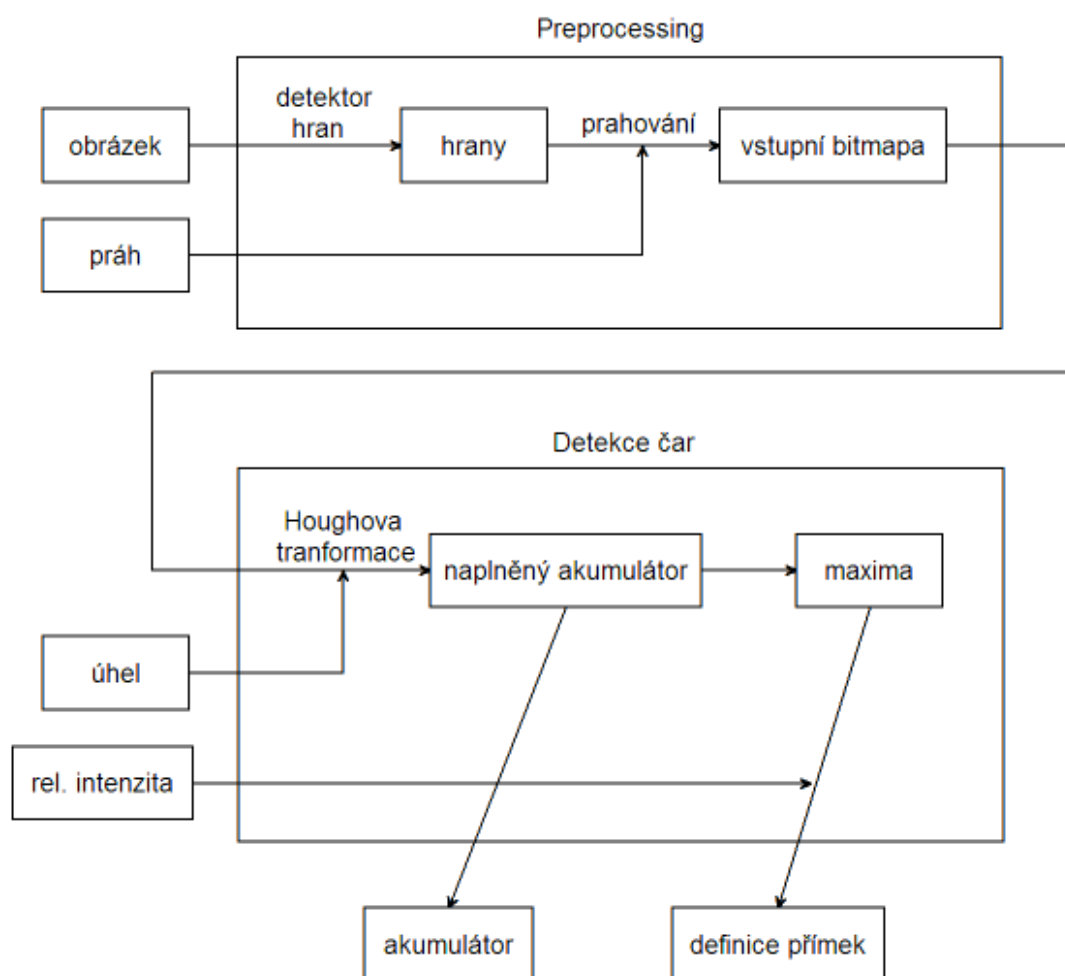 Preprocessing
detektor
hran
prahování
obrázek
hrany
vstupní bitmapa
práh
Detekce čar
Houghova
tranformace
naplněný akumulátor
maxima
úhel
rel. intenzita
akumulátor
definice přímek